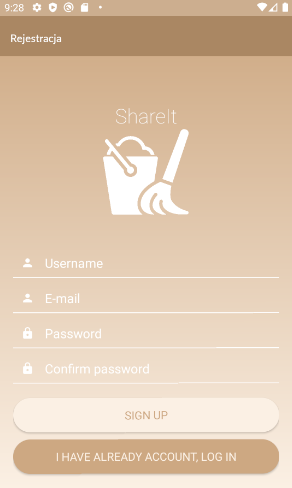 9:28
Rejestracja
ShareIt
Username
E-mail
Password
Confirm password
SIGN UP
I HAVE ALREADY ACCOUNT, LOG IN